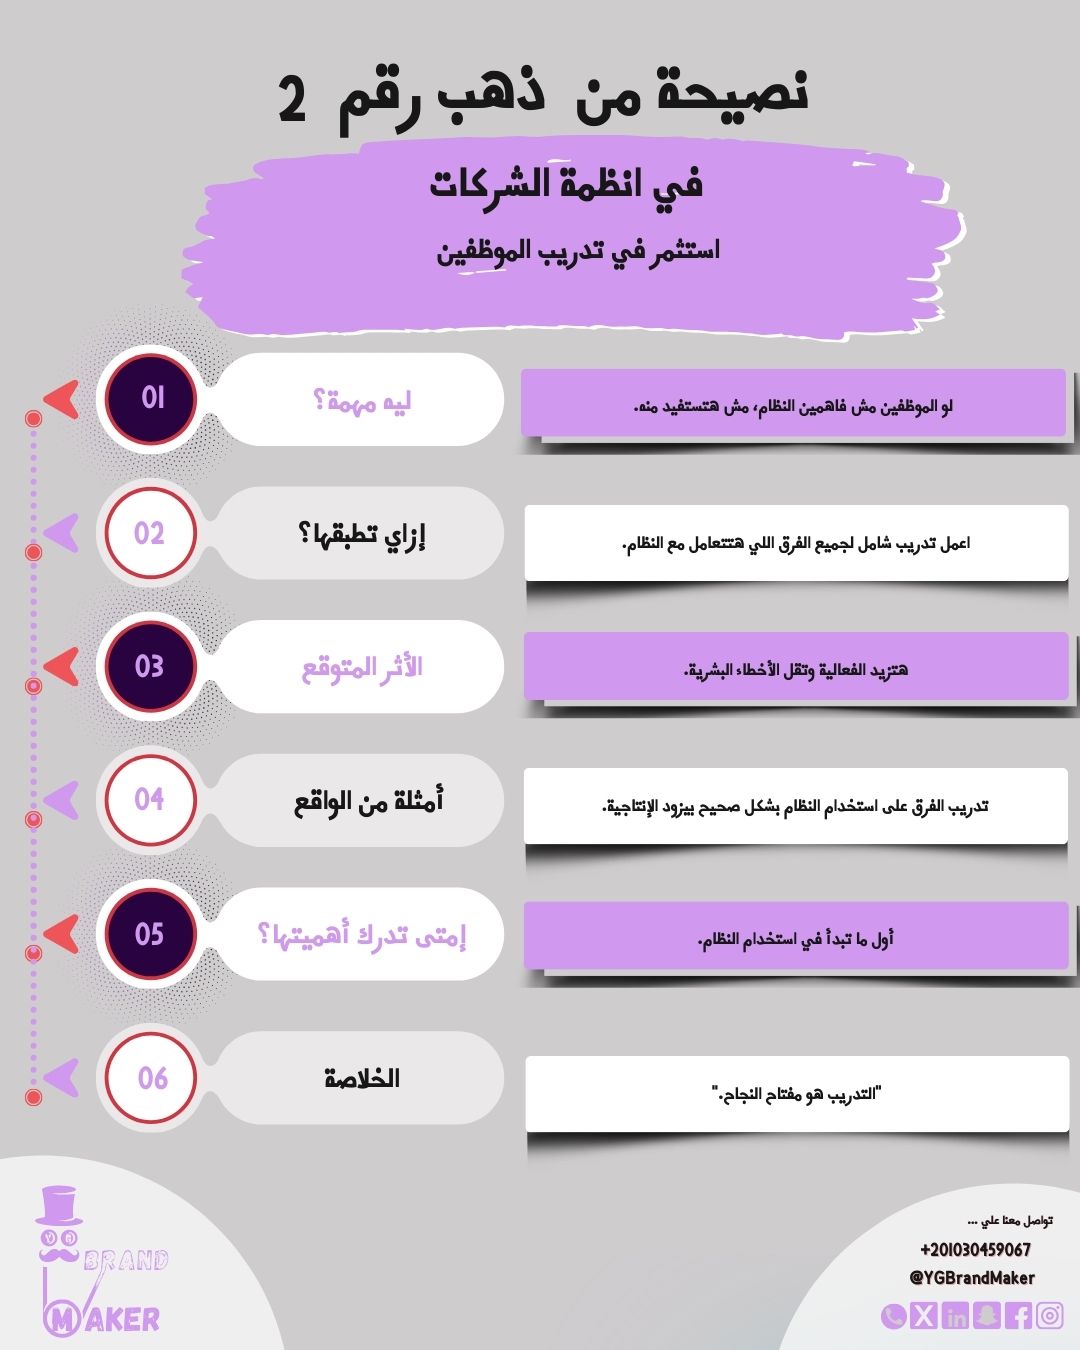 نصيحة من ذهب رقم 2
في انظمة الشركات
استثمر في تدريب الموظفين
01
ليه مهمة؟
لو الموظفين مش فاهمين النظام، مش هتستفيد منه.
02
إزاي تطبقها؟
اعمل تدريب شامل لجميع الفرق اللي هتتعامل مع النظام.
03
الأثر المتوقع
هتزيد الفعالية وتقل الأخطاء البشرية.
04
أمثلة من الواقع
تدريب الفرق على استخدام النظام بشكل صحيح بيزود الإنتاجية.
05
إمتى تدرك أهميتها؟
أول ما تبدأ في استخدام النظام.
06
الخلاصة
"التدريب هو مفتاح النجاح."
تواصل معنا علي ...
+201030459067
@YGBrandMaker
BRAND
MAKER